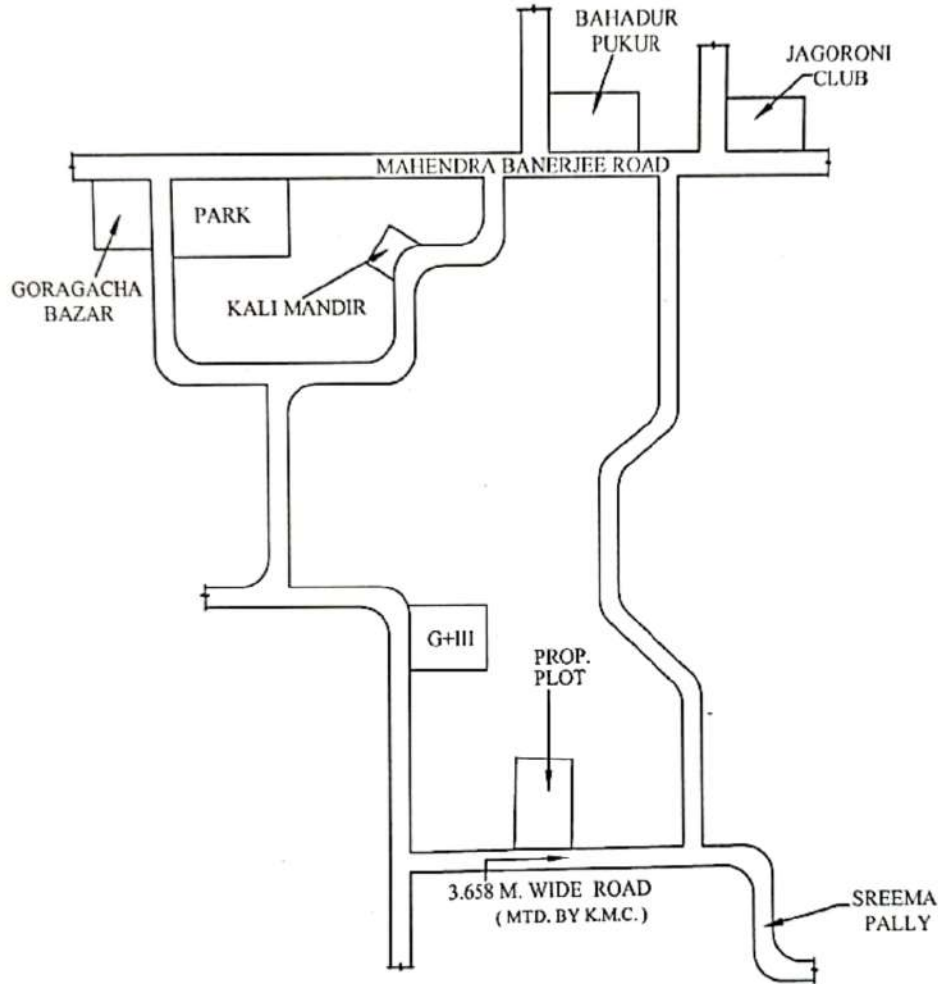 BAHADUR
PUKUR
JAGORONI
CLUB
MAHENDRA BANERJEE ROAD
PARK
GORAGACHA
BAZAR
KALI MANDIR
G+III
PROP.
PLOT
3.658 M. WIDE ROAD
( MTD. BY K.M.C. )
SREEMA
PALLY